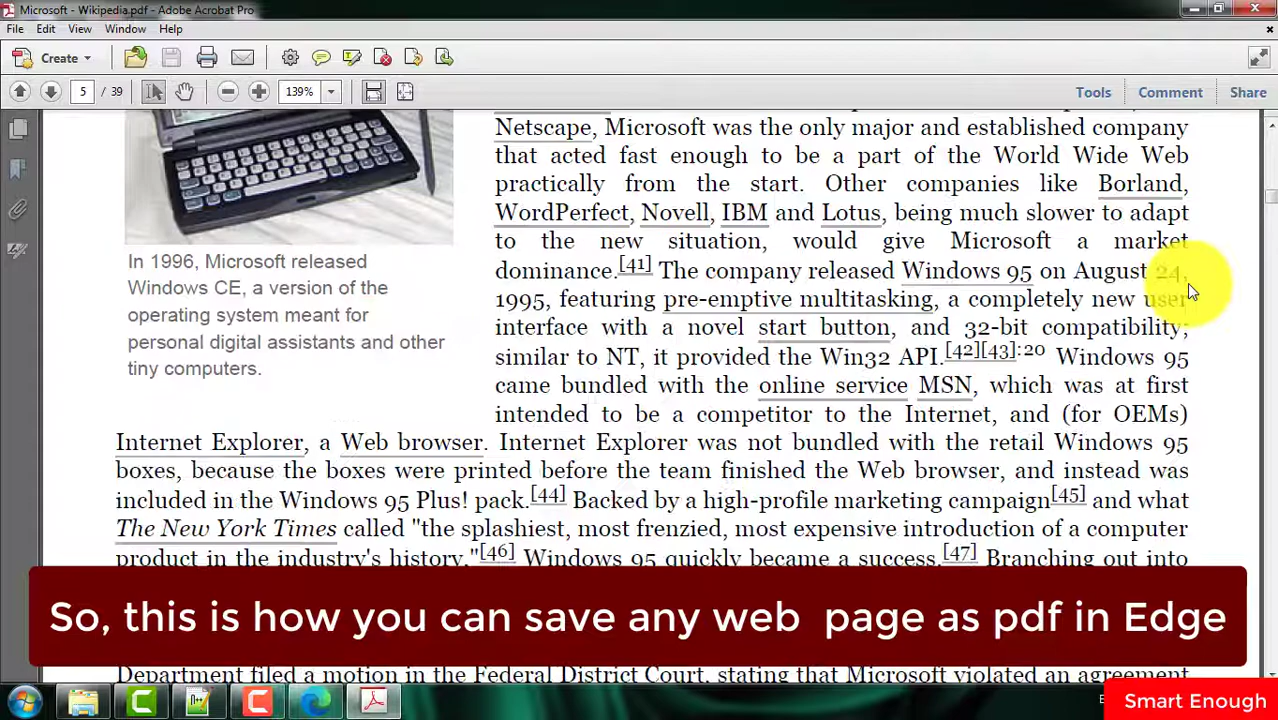 Microsoft - Wikipedia.pdf - Adobe Acrobat Pro
File Edit View Window Help
Create
5 / 39 139% Tools Comment Share
Netscape, Microsoft was the only major and established company
that acted fast enough to be a part of the World Wide Web
practically from the start. Other companies like Borland,
WordPerfect, Novell, IBM and Lotus, being much slower to adapt
to the new situation, would give Microsoft a market
dominance.[41] The company released Windows 95 on August 24,
1995, featuring pre-emptive multitasking, a completely new user
interface with a novel start button, and 32-bit compatibility;
similar to NT, it provided the Win32 API.[42][43]:20 Windows 95
came bundled with the online service MSN, which was at first
intended to be a competitor to the Internet, and (for OEMs)
In 1996, Microsoft released
Windows CE, a version of the
operating system meant for
personal digital assistants and other
tiny computers.
Internet Explorer, a Web browser. Internet Explorer was not bundled with the retail Windows 95
boxes, because the boxes were printed before the team finished the Web browser, and instead was
included in the Windows 95 Plus! pack.[44] Backed by a high-profile marketing campaign[45] and what
The New York Times called "the splashiest, most frenzied, most expensive introduction of a computer
product in the industry's history,"[46] Windows 95 quickly became a success.[47] Branching out into
So, this is how you can save any web page as pdf in Edge
Department filed a motion in the Federal District Court, stating that Microsoft violated an agreement
Smart Enough